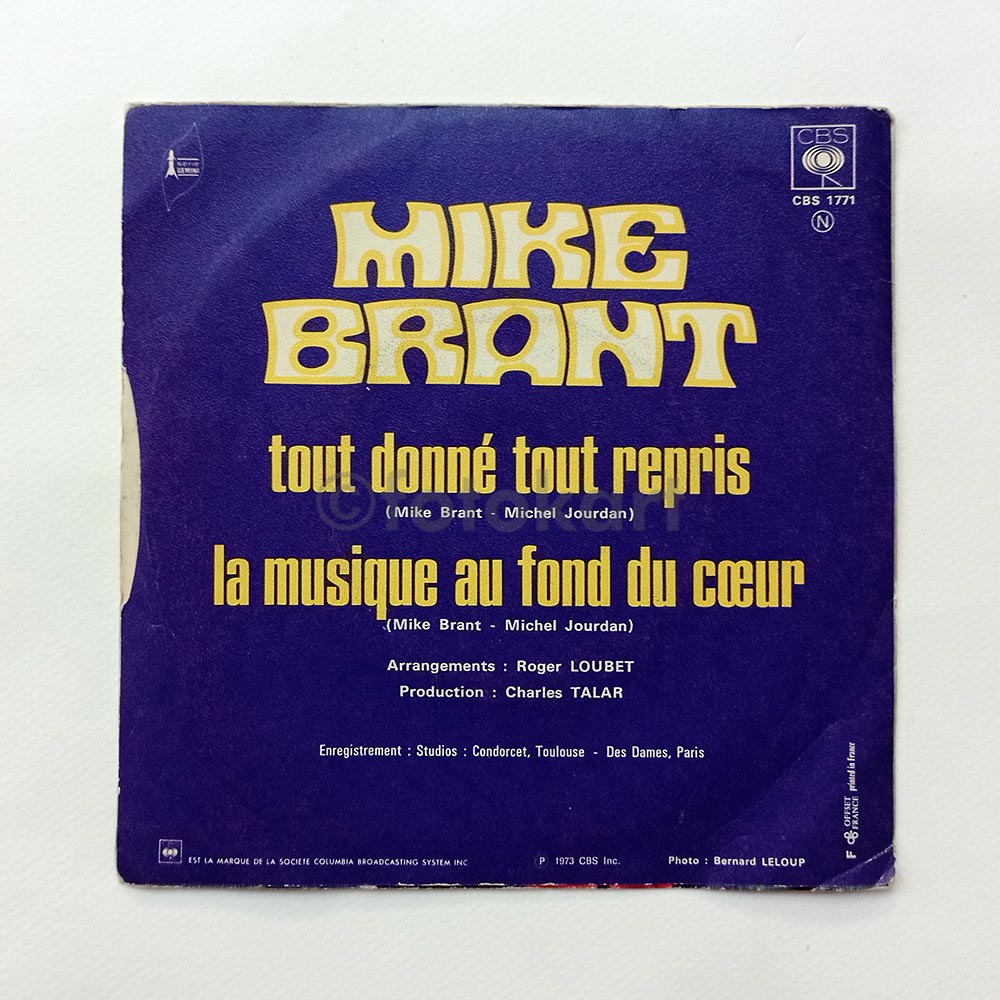 série
GEMINI
CBS
CBS 1771
N
MIKE
BRANT
tout donné tout repris
(Mike Brant - Michel Jourdan)
©fotokart
la musique au fond du cœur
(Mike Brant - Michel Jourdan)
Arrangements : Roger LOUBET
Production : Charles TALAR
Enregistrement : Studios : Condorcet, Toulouse - Des Dames, Paris
EST LA MARQUE DE LA SOCIETE COLUMBIA BROADCASTING SYSTEM INC
℗ 1973 CBS Inc.
Photo : Bernard LELOUP
F
OFFSET
FRANCE
printed in France